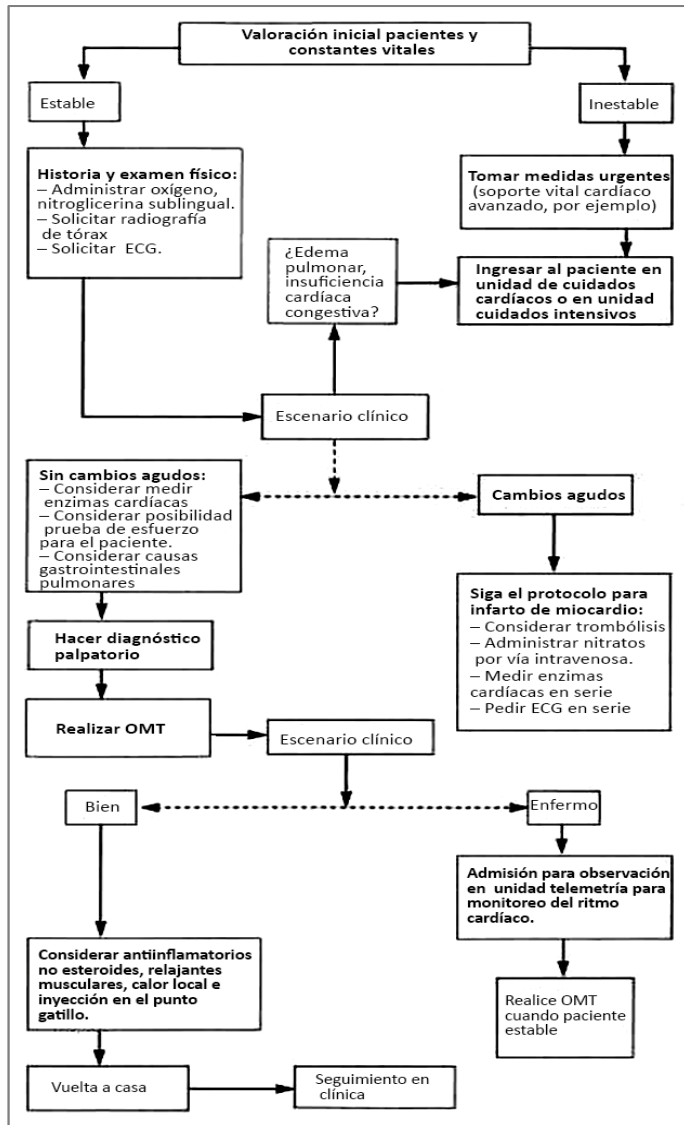 Valoración inicial pacientes y
constantes vitales
Estable
Inestable
Historia y examen físico:
– Administrar oxígeno,
nitroglicerina sublingual.
– Solicitar radiografía
de tórax
– Solicitar ECG.
Tomar medidas urgentes
(soporte vital cardíaco
avanzado, por ejemplo)
¿Edema
pulmonar,
insuficiencia
cardíaca
congestiva?
Ingresar al paciente en
unidad de cuidados
cardíacos o en unidad
cuidados intensivos
Escenario clínico
Sin cambios agudos:
– Considerar medir
enzimas cardíacas
– Considerar posibilidad
prueba de esfuerzo
para el paciente.
– Considerar causas
gastrointestinales
pulmonares
Cambios agudos
Siga el protocolo para
infarto de miocardio:
– Considerar trombólisis
– Administrar nitratos
por vía intravenosa.
– Medir enzimas
cardíacas en serie
– Pedir ECG en serie
Hacer diagnóstico
palpatorio
Realizar OMT
Escenario clínico
Bien
Enfermo
Admisión para observación
en unidad telemetría para
monitoreo del ritmo
cardíaco.
Considerar antiinflamatorios
no esteroides, relajantes
musculares, calor local e
inyección en el punto
gatillo.
Realice OMT
cuando paciente
estable
Vuelta a casa
Seguimiento en
clínica